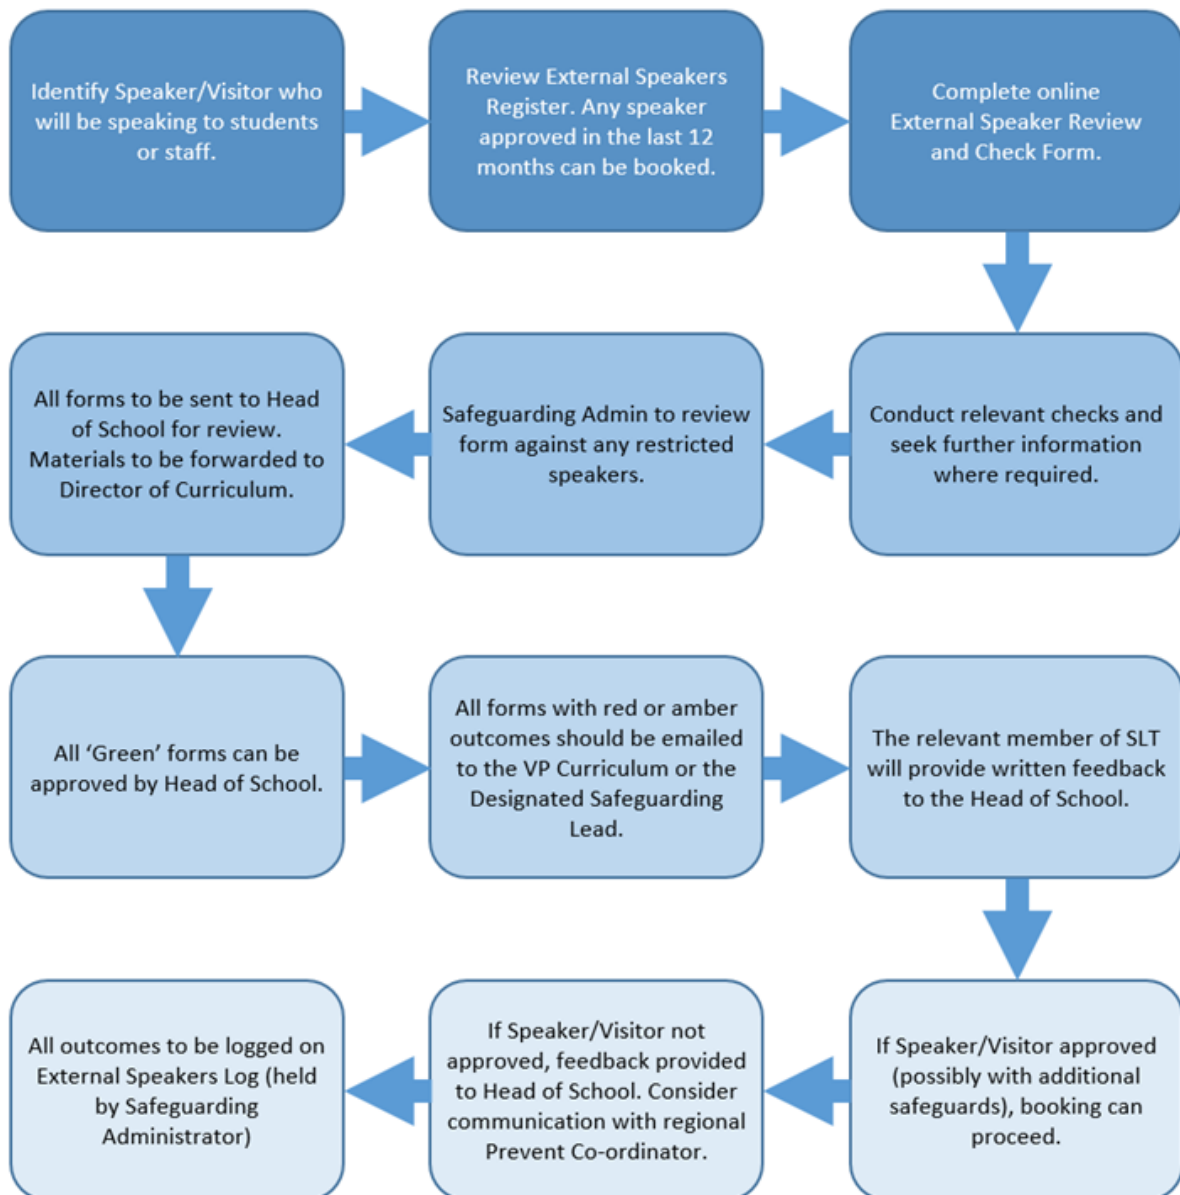 Identify Speaker/Visitor who
will be speaking to students
or staff.
Review External Speakers
Register. Any speaker
approved in the last 12
months can be booked.
Complete online
External Speaker Review
and Check Form.
Conduct relevant checks and
seek further information
where required.
Safeguarding Admin to review
form against any restricted
speakers.
All forms to be sent to Head
of School for review.
Materials to be forwarded to
Director of Curriculum.
All ‘Green’ forms can be
approved by Head of School.
All forms with red or amber
outcomes should be emailed
to the VP Curriculum or the
Designated Safeguarding
Lead.
The relevant member of SLT
will provide written feedback
to the Head of School.
If Speaker/Visitor approved
(possibly with additional
safeguards), booking can
proceed.
If Speaker/Visitor not
approved, feedback provided
to Head of School. Consider
communication with regional
Prevent Co-ordinator.
All outcomes to be logged on
External Speakers Log (held
by Safeguarding
Administrator)